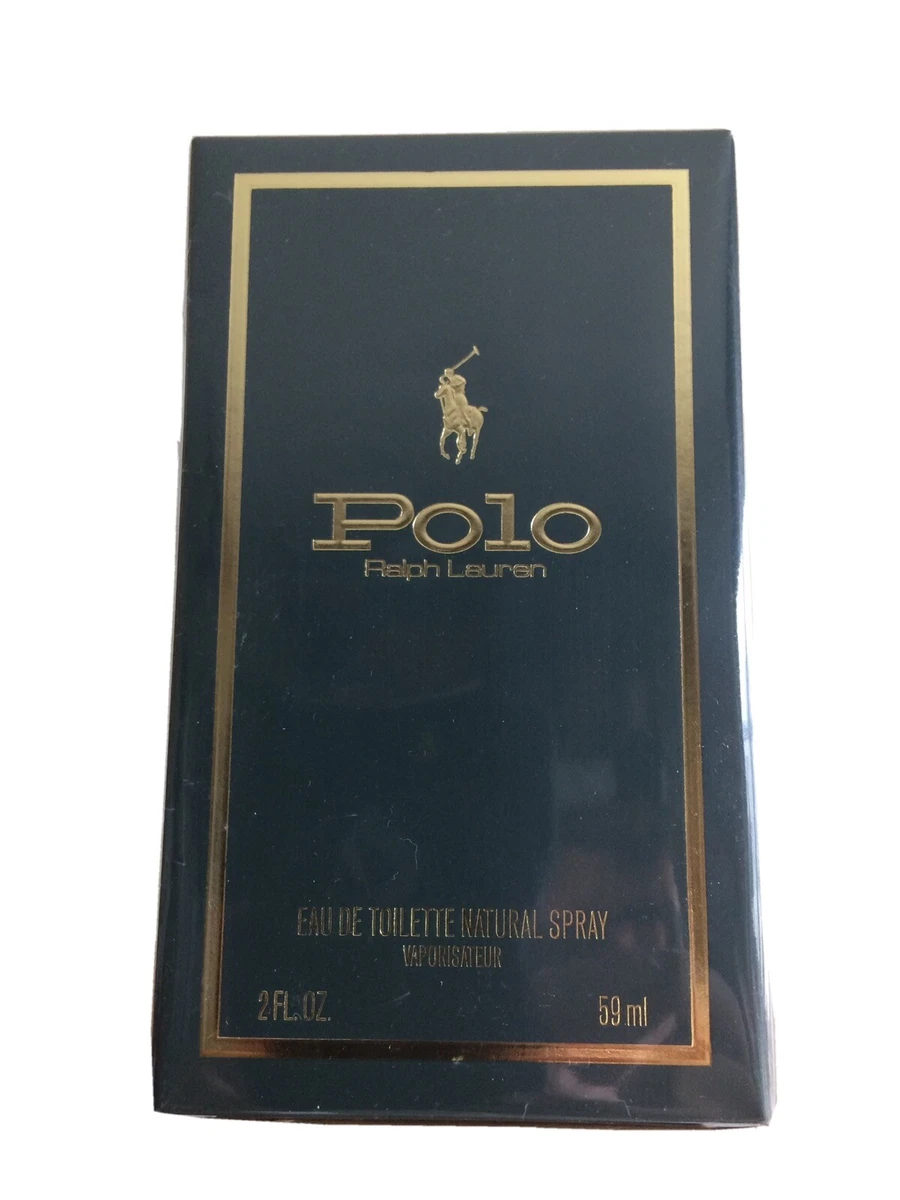 Polo
Ralph Lauren
EAU DE TOILETTE NATURAL SPRAY
VAPORISATEUR
2 FL. OZ.
59 ml